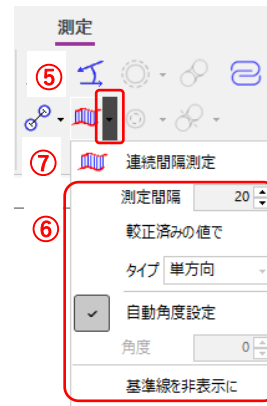 測定
⑤
⑦ 連続間隔測定
測定間隔 20
⑥
較正済みの値で
タイプ 単方向
自動角度設定
角度 0
基準線を非表示に